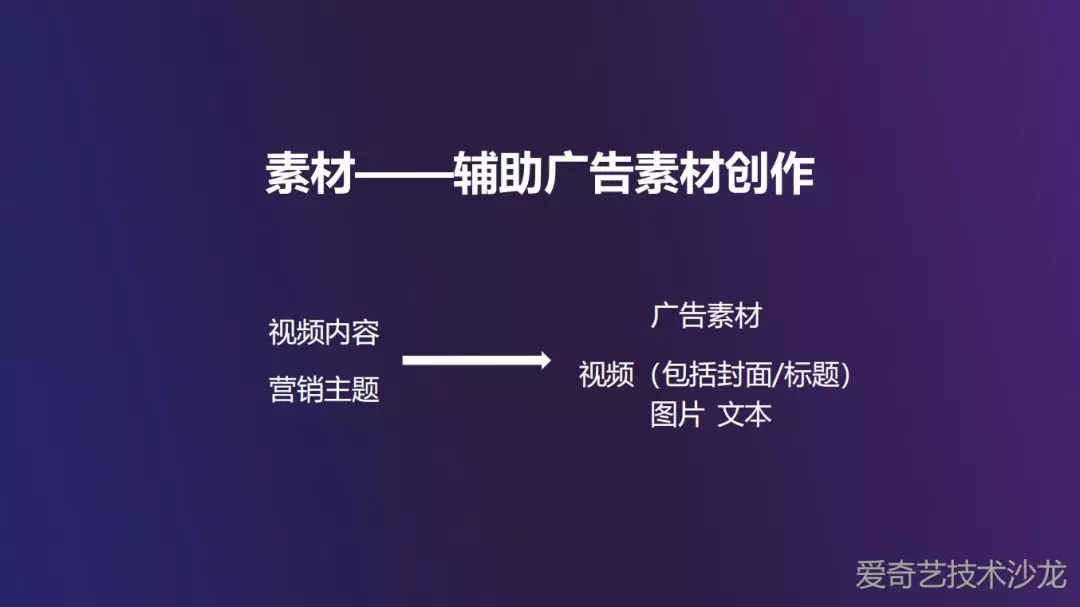 素材——辅助广告素材创作
视频内容
营销主题
广告素材
视频（包括封面/标题）
图片 文本
爱奇艺技术沙龙